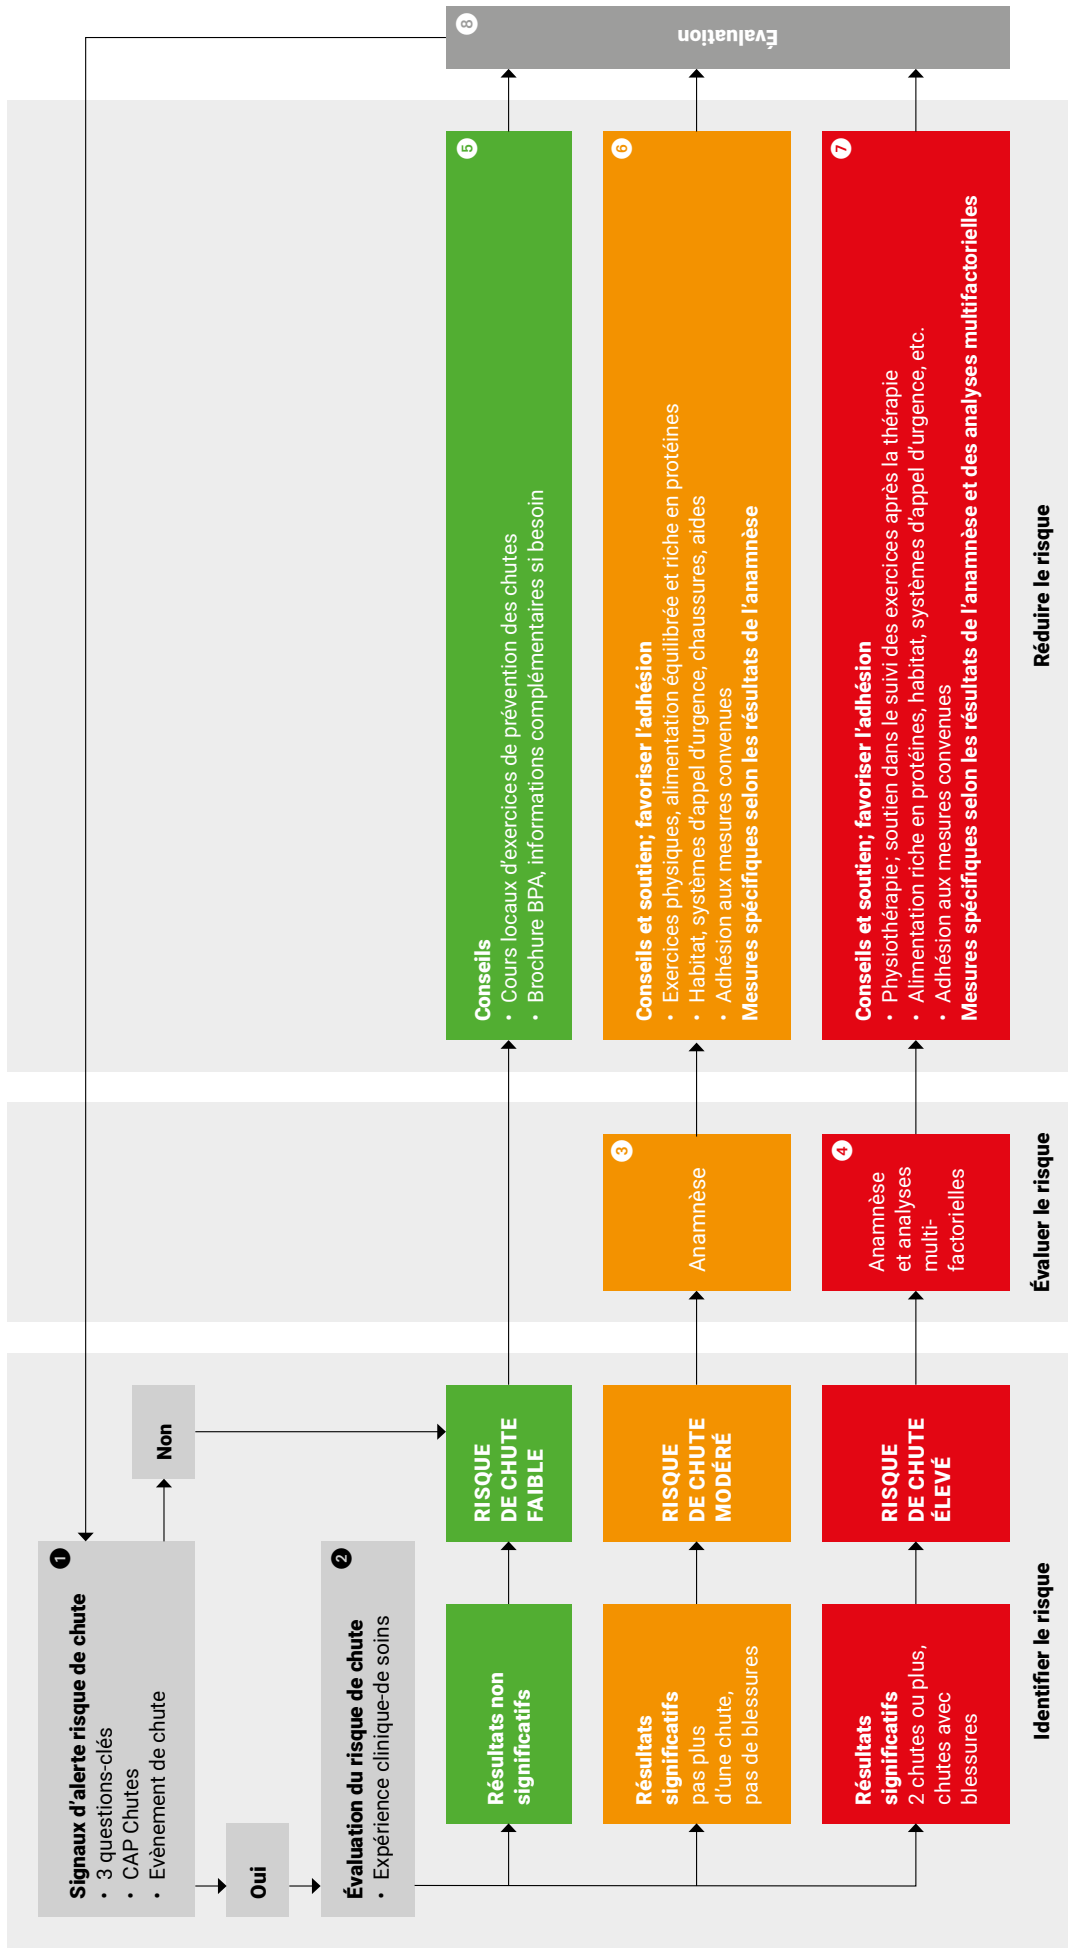 Signaux d’alerte risque de chute
1
• 3 questions-clés
• CAP Chutes
• Evènement de chute
Non
Oui
Évaluation du risque de chute
2
• Expérience clinique-de soins
Résultats non
significatifs
RISQUE
DE CHUTE
FAIBLE
Résultats
significatifs
pas plus
d’une chute,
pas de blessures
RISQUE
DE CHUTE
MODÉRÉ
Résultats
significatifs
2 chutes ou plus,
chutes avec
blessures
RISQUE
DE CHUTE
ÉLEVÉ
Identifier le risque
3
Anamnèse
4
Anamnèse
et analyses
multi-
factorielles
Évaluer le risque
5
Conseils
• Cours locaux d’exercices de prévention des chutes
• Brochure BPA, informations complémentaires si besoin
6
Conseils et soutien; favoriser l’adhésion
• Exercices physiques, alimentation équilibrée et riche en protéines
• Habitat, systèmes d’appel d’urgence, chaussures, aides
• Adhésion aux mesures convenues
Mesures spécifiques selon les résultats de l’anamnèse
7
Conseils et soutien; favoriser l’adhésion
• Physiothérapie; soutien dans le suivi des exercices après la thérapie
• Alimentation riche en protéines, habitat, systèmes d’appel d’urgence, etc.
• Adhésion aux mesures convenues
Mesures spécifiques selon les résultats de l’anamnèse et des analyses multifactorielles
Réduire le risque
8
Évaluation